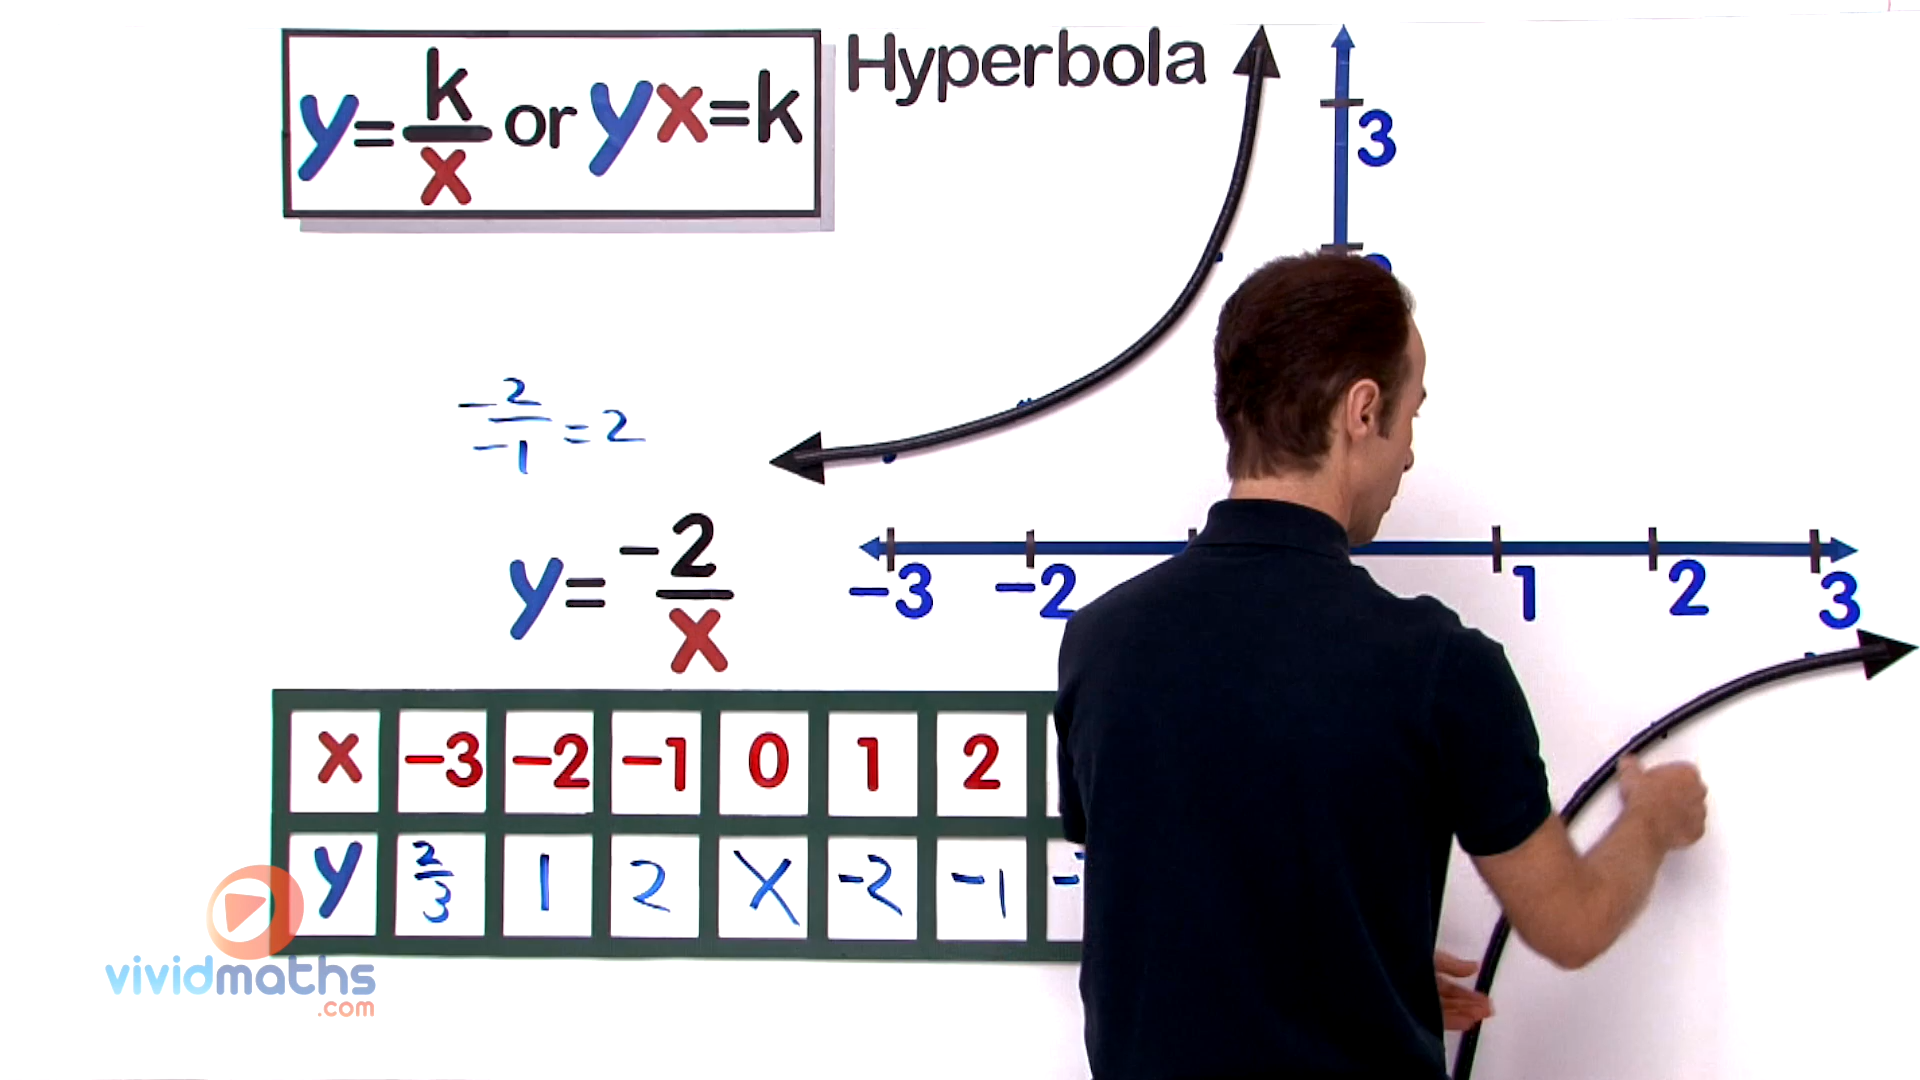 y = k/x or yx = k
Hyperbola
3
-2/-1 = 2
y = -2/x
-3 -2 1 2 3
x -3 -2 -1 0 1 2
y 2/3 1 2 X -2 -1 -
vividmaths
.com